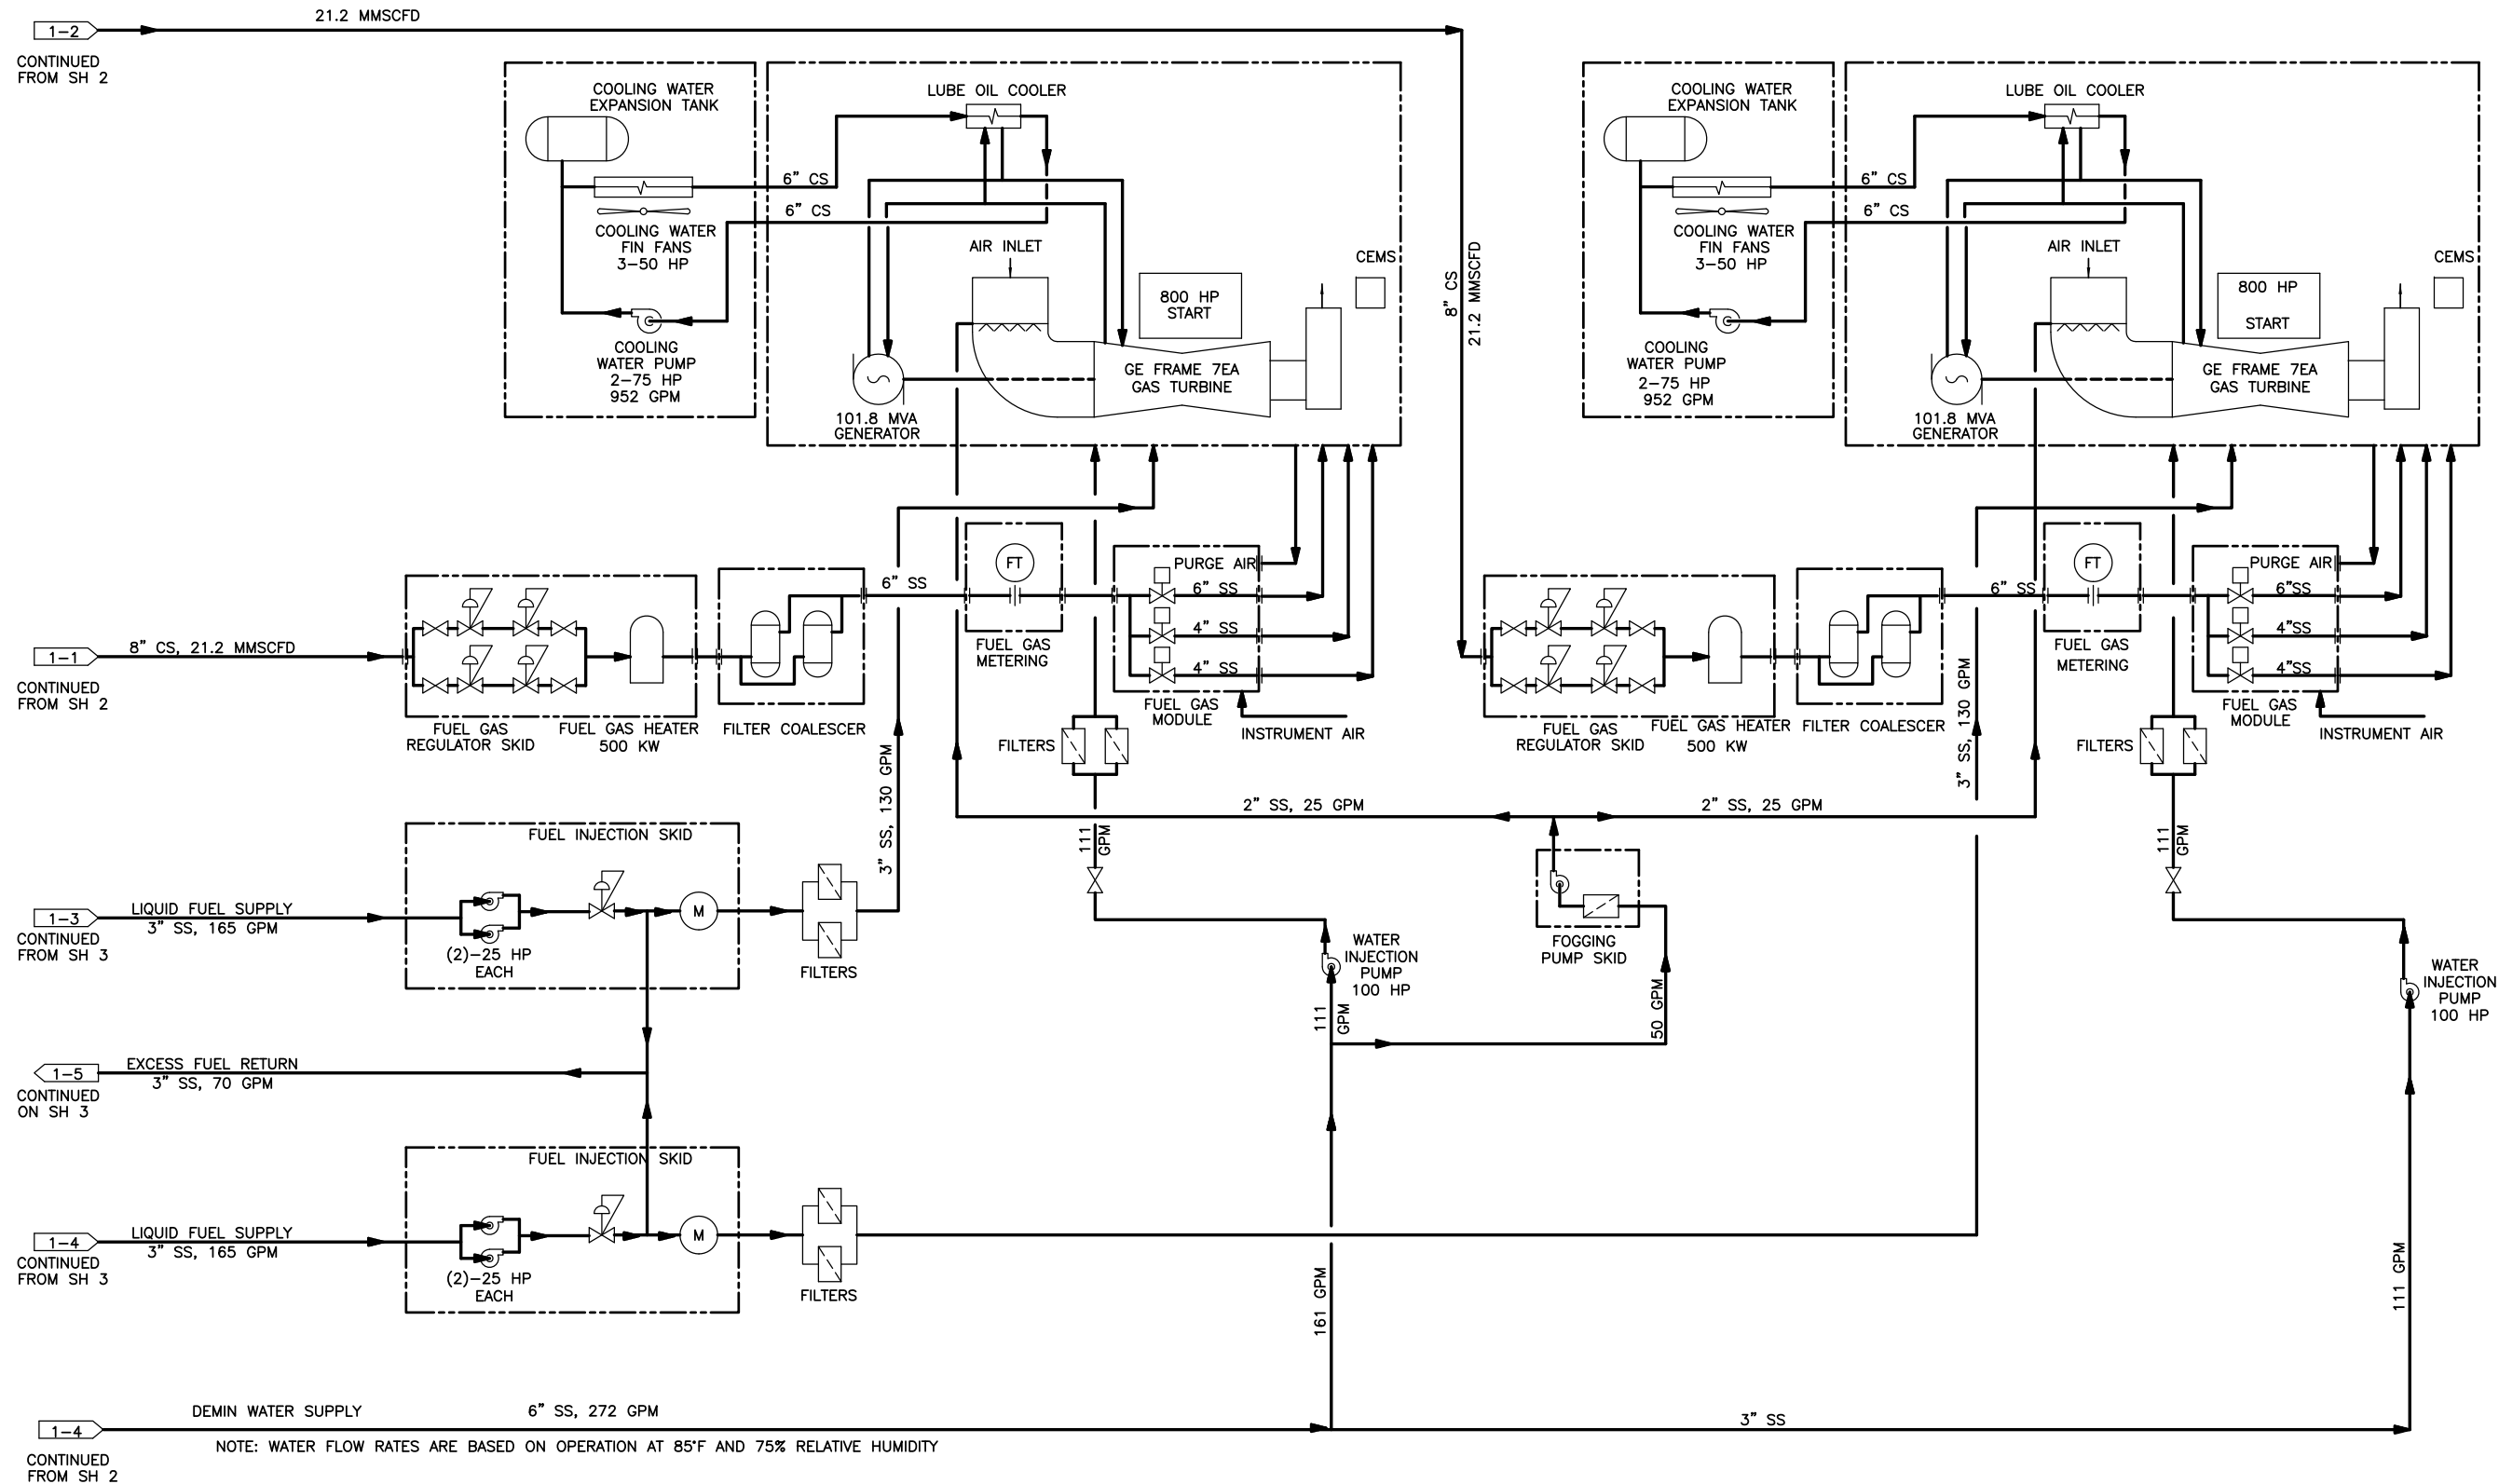 21.2 MMSCFD
1-2
CONTINUED
FROM SH 2
COOLING WATER
EXPANSION TANK
LUBE OIL COOLER
6" CS
6" CS
COOLING WATER
FIN FANS
3-50 HP
AIR INLET
CEMS
800 HP
START
COOLING
WATER PUMP
2-75 HP
952 GPM
GE FRAME 7EA
GAS TURBINE
101.8 MVA
GENERATOR
8" CS
21.2 MMSCFD
COOLING WATER
EXPANSION TANK
LUBE OIL COOLER
6" CS
6" CS
COOLING WATER
FIN FANS
3-50 HP
AIR INLET
CEMS
800 HP
START
COOLING
WATER PUMP
2-75 HP
952 GPM
GE FRAME 7EA
GAS TURBINE
101.8 MVA
GENERATOR
1-1
8" CS, 21.2 MMSCFD
CONTINUED
FROM SH 2
FUEL GAS
REGULATOR SKID
FUEL GAS HEATER
500 KW
FILTER COALESCER
6" SS
FT
FUEL GAS
METERING
PURGE AIR
6" SS
4" SS
4" SS
FUEL GAS
MODULE
INSTRUMENT AIR
FILTERS
3" SS, 130 GPM
FUEL GAS
REGULATOR SKID
FUEL GAS HEATER
500 KW
FILTER COALESCER
6" SS
FT
FUEL GAS
METERING
PURGE AIR
6"SS
4"SS
4"SS
FUEL GAS
MODULE
INSTRUMENT AIR
FILTERS
3" SS, 130 GPM
2" SS, 25 GPM
2" SS, 25 GPM
111
GPM
111
GPM
FUEL INJECTION SKID
1-3
LIQUID FUEL SUPPLY
3" SS, 165 GPM
CONTINUED
FROM SH 3
(2)-25 HP
EACH
M
FILTERS
WATER
INJECTION
PUMP
100 HP
FOGGING
PUMP SKID
111
GPM
50 GPM
WATER
INJECTION
PUMP
100 HP
1-5
EXCESS FUEL RETURN
3" SS, 70 GPM
CONTINUED
ON SH 3
FUEL INJECTION SKID
1-4
LIQUID FUEL SUPPLY
3" SS, 165 GPM
CONTINUED
FROM SH 3
(2)-25 HP
EACH
M
FILTERS
161 GPM
111 GPM
DEMIN WATER SUPPLY
6" SS, 272 GPM
3" SS
1-4
NOTE: WATER FLOW RATES ARE BASED ON OPERATION AT 85°F AND 75% RELATIVE HUMIDITY
CONTINUED
FROM SH 2